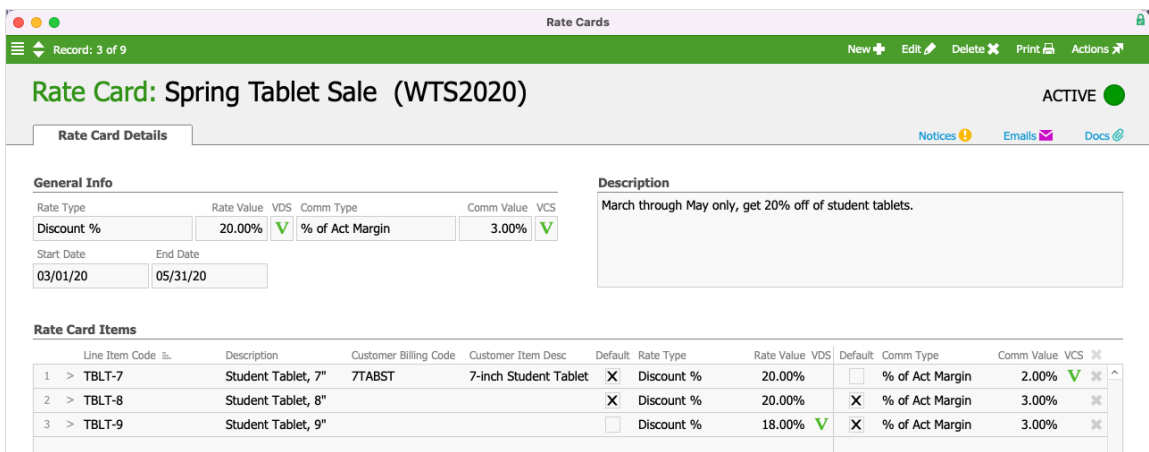 Rate Cards
Record: 3 of 9 New Edit Delete Print Actions
Rate Card: Spring Tablet Sale (WTS2020) ACTIVE
Rate Card Details Notices Emails Docs
General Info Description
Rate Type Rate Value VDS Comm Type Comm Value VCS
March through May only, get 20% off of student tablets.
Discount % 20.00% V % of Act Margin 3.00% V
Start Date End Date
03/01/20 05/31/20
Rate Card Items
Line Item Code Description Customer Billing Code Customer Item Desc Default Rate Type Rate Value VDS Default Comm Type Comm Value VCS
1 > TBLT-7 Student Tablet, 7" 7TABST 7-inch Student Tablet X Discount % 20.00% % of Act Margin 2.00% V
2 > TBLT-8 Student Tablet, 8" X Discount % 20.00% X % of Act Margin 3.00%
3 > TBLT-9 Student Tablet, 9" Discount % 18.00% V X % of Act Margin 3.00%